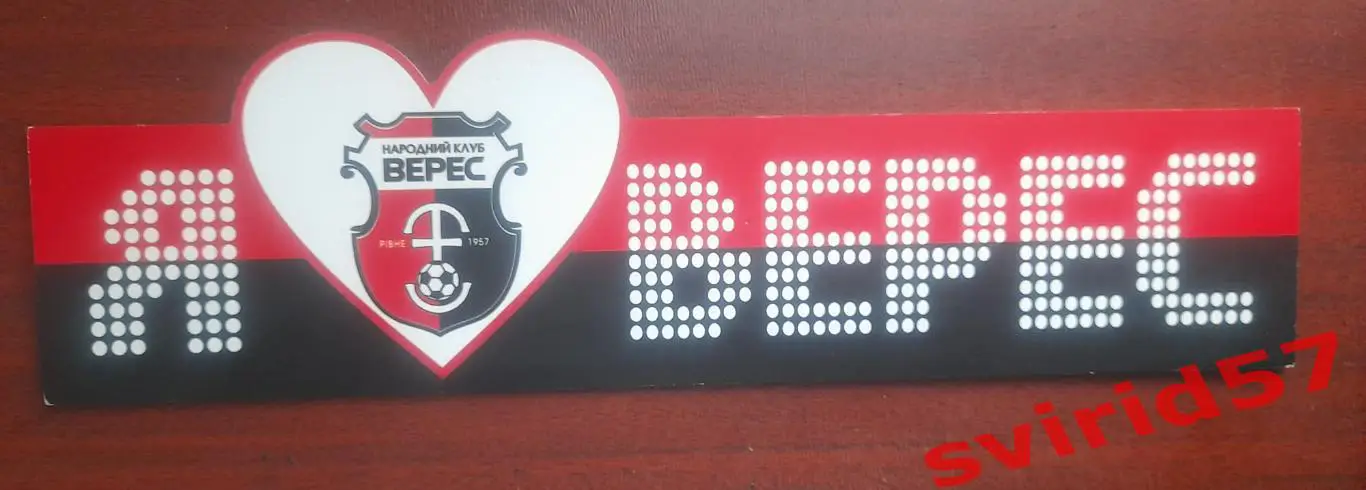 Я
НАРОДНИЙ КЛУБ
ВЕРЕС
РІВНЕ 1957
ВЕРЕС
svirid57